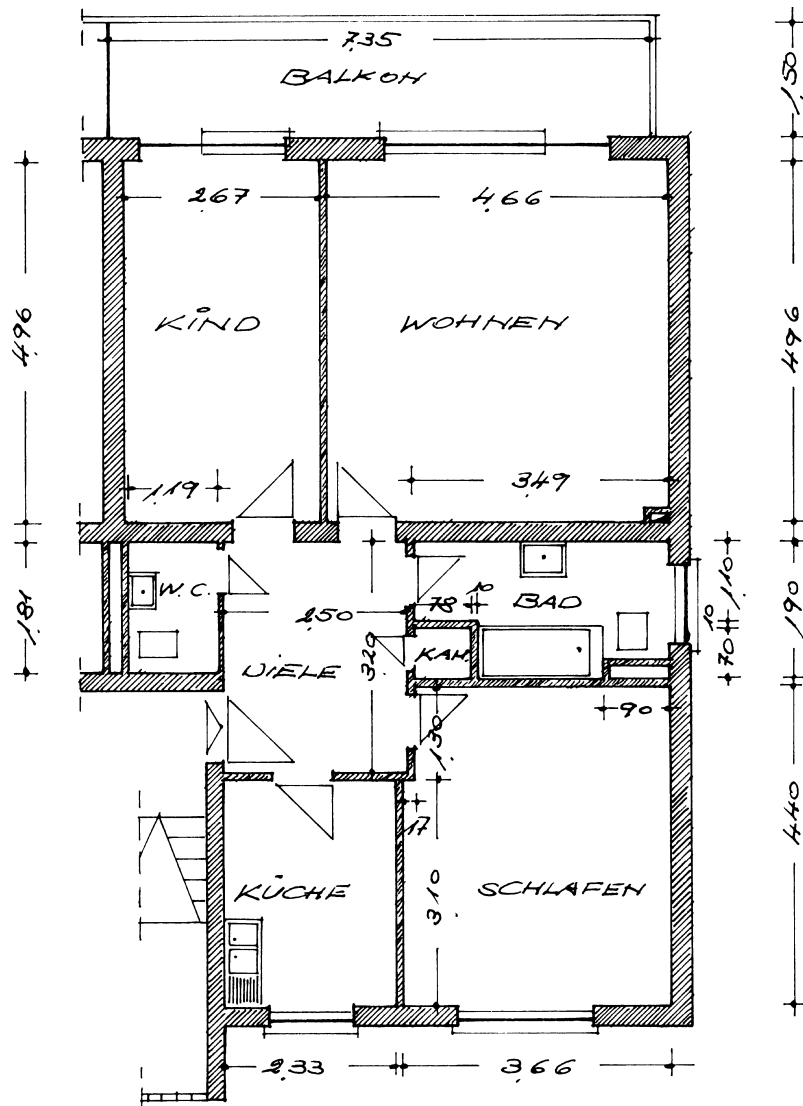 7,35
BALKON
1,50
2,67
4,66
4,96
4,96
KIND
WOHNEN
1,19
3,49
1,81
W.C.
2,50
78
10
BAD
10
1,10
1,90
70
DIELE
3,20
KAM.
90
1,30
17
4,40
KÜCHE
3,10
SCHLAFEN
2,33
3,66